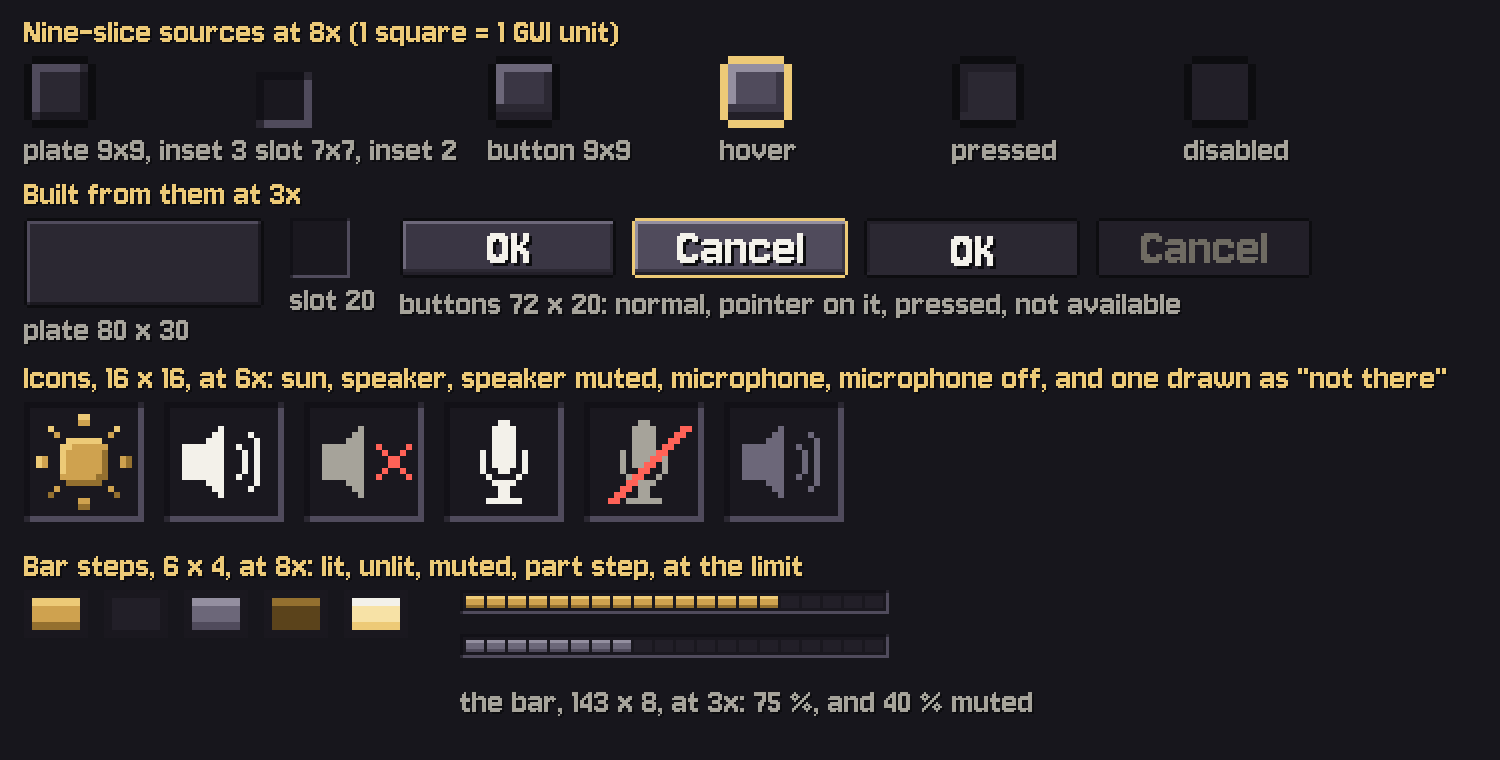 Nine-slice sources at 8x (1 square = 1 GUI unit)
plate 9x9, inset 3 slot 7x7, inset 2 button 9x9 hover pressed disabled
Built from them at 3x
OK Cancel OK Cancel
slot 20 buttons 72 x 20: normal, pointer on it, pressed, not available
plate 80 x 30
Icons, 16 x 16, at 6x: sun, speaker, speaker muted, microphone, microphone off, and one drawn as "not there"
Bar steps, 6 x 4, at 8x: lit, unlit, muted, part step, at the limit
the bar, 143 x 8, at 3x: 75 %, and 40 % muted